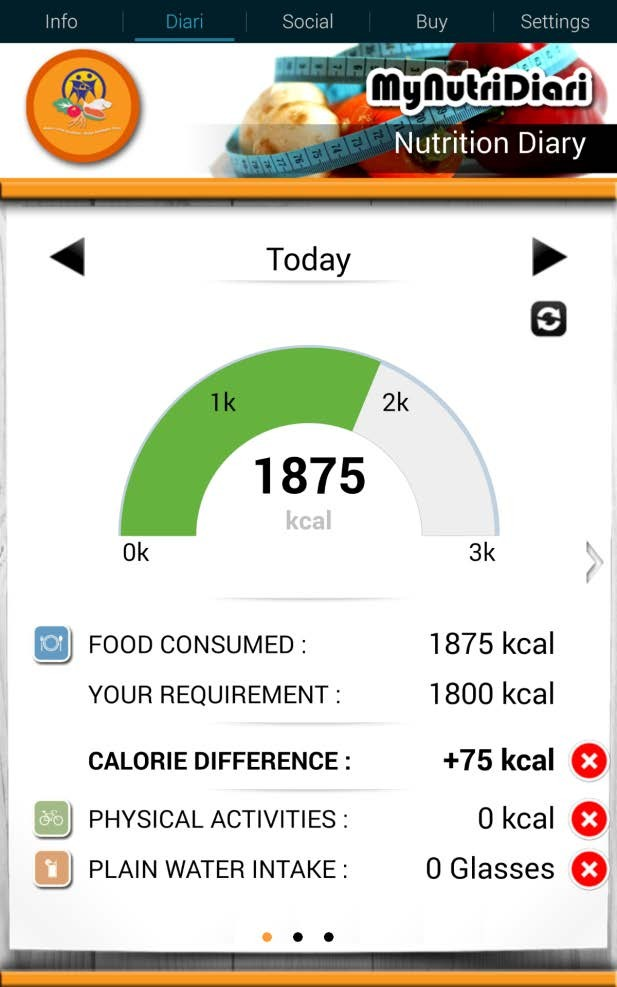 Info Diari Social Buy Settings
MyNutriDiari
Nutrition Diary
Today
1k 2k
1875
kcal
0k 3k
FOOD CONSUMED : 1875 kcal
YOUR REQUIREMENT : 1800 kcal
CALORIE DIFFERENCE : +75 kcal
PHYSICAL ACTIVITIES : 0 kcal
PLAIN WATER INTAKE : 0 Glasses